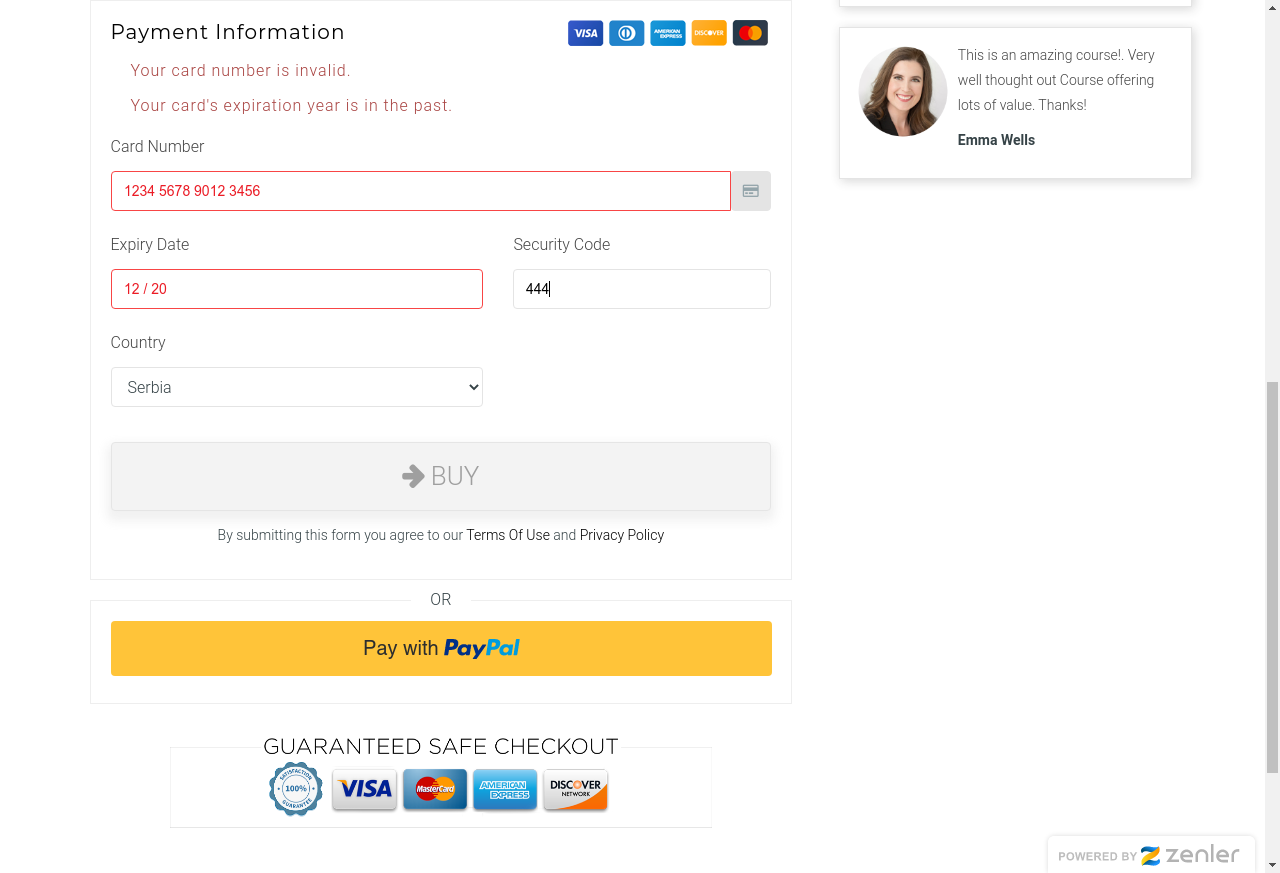 Payment Information
VISA
AMERICAN EXPRESS
DISCOVER
Your card number is invalid.
Your card's expiration year is in the past.
Card Number
1234 5678 9012 3456
Expiry Date
Security Code
12 / 20
444
Country
Serbia
BUY
By submitting this form you agree to our Terms Of Use and Privacy Policy
OR
Pay with PayPal
GUARANTEED SAFE CHECKOUT
SATISFACTION
100%
GUARANTEE
VISA
MasterCard
AMERICAN EXPRESS
DISCOVER
NETWORK
This is an amazing course!. Very
well thought out Course offering
lots of value. Thanks!
Emma Wells
POWERED BY zenler